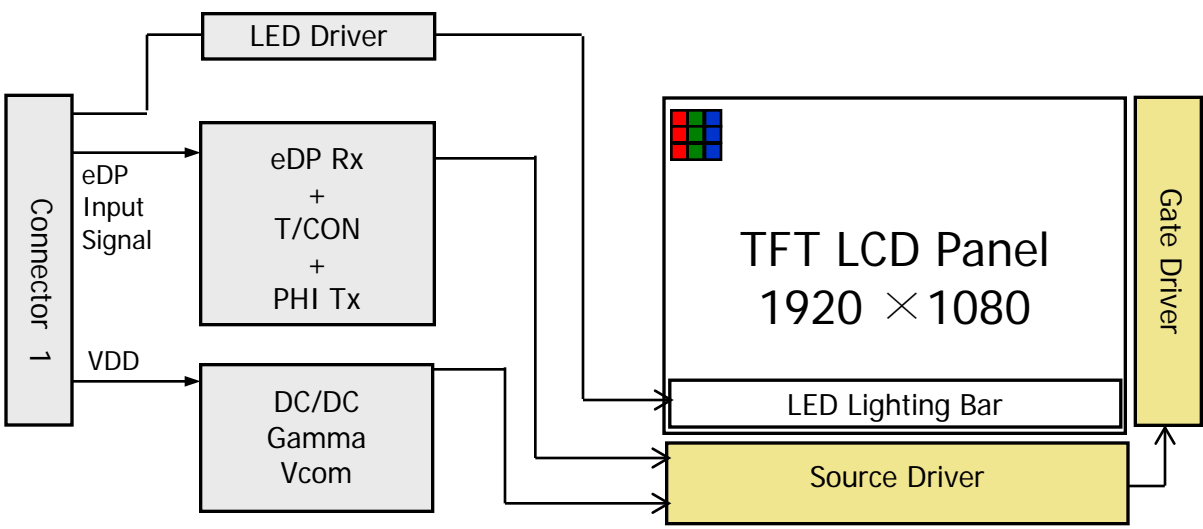 LED Driver
Connector 1
eDP
Input
Signal
eDP Rx
+
T/CON
+
PHI Tx
VDD
DC/DC
Gamma
Vcom
TFT LCD Panel
1920 ×1080
LED Lighting Bar
Source Driver
Gate Driver